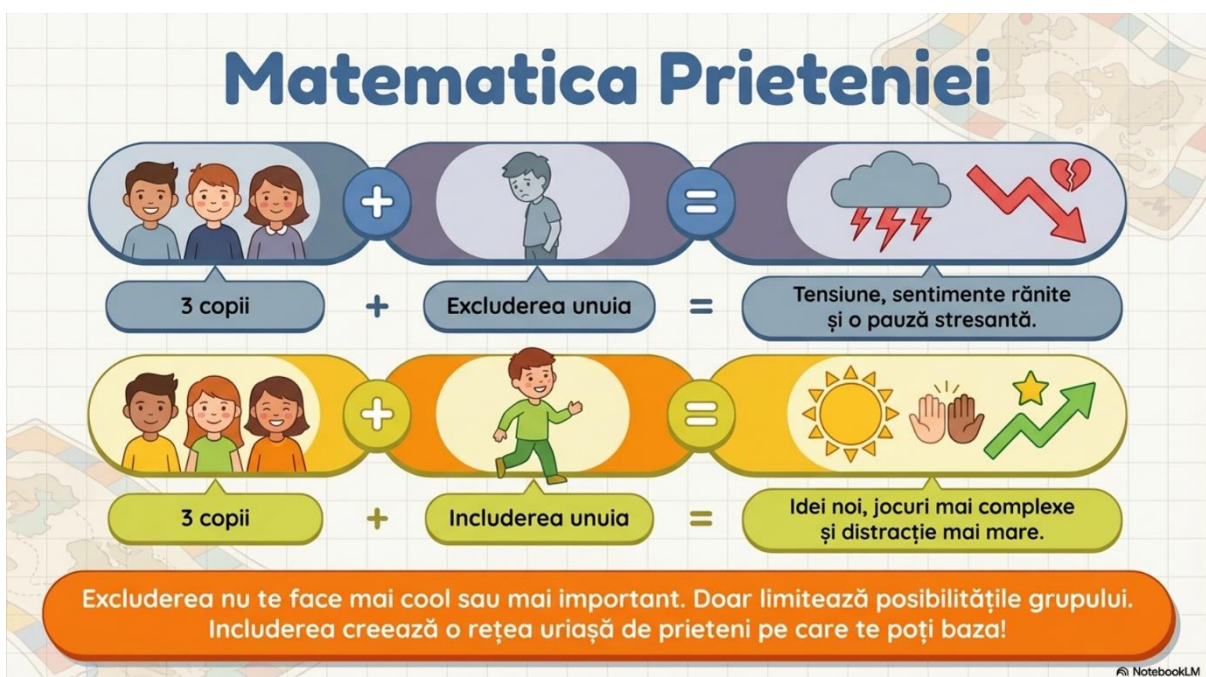 Matematica Prieteniei
+
=
3 copii
+
Excluderea unuia
=
Tensiune, sentimente rănite
și o pauză stresantă.
+
=
3 copii
+
Includerea unuia
=
Idei noi, jocuri mai complexe
și distracție mai mare.
Excluderea nu te face mai cool sau mai important. Doar limitează posibilitățile grupului.
Includerea creează o rețea uriașă de prieteni pe care te poți baza!
NotebookLM